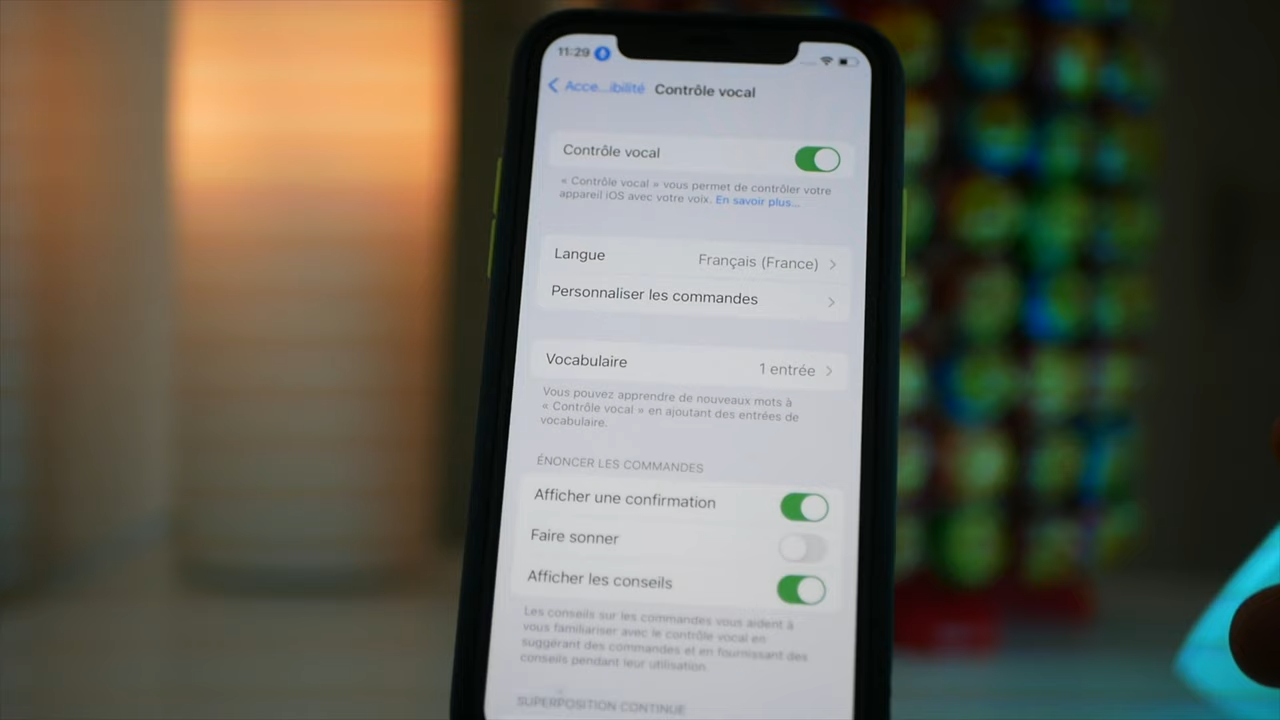 11:29
Acce...ibilité Contrôle vocal
Contrôle vocal
« Contrôle vocal » vous permet de contrôler votre
appareil iOS avec votre voix. En savoir plus...
Langue Français (France)
Personnaliser les commandes
Vocabulaire 1 entrée
Vous pouvez apprendre de nouveaux mots à
« Contrôle vocal » en ajoutant des entrées de
vocabulaire.
ÉNONCER LES COMMANDES
Afficher une confirmation
Faire sonner
Afficher les conseils
Les conseils sur les commandes vous aident à
vous familiariser avec le contrôle vocal en
suggérant des commandes et en fournissant des
conseils pendant leur utilisation.
SUPERPOSITION CONTINUE